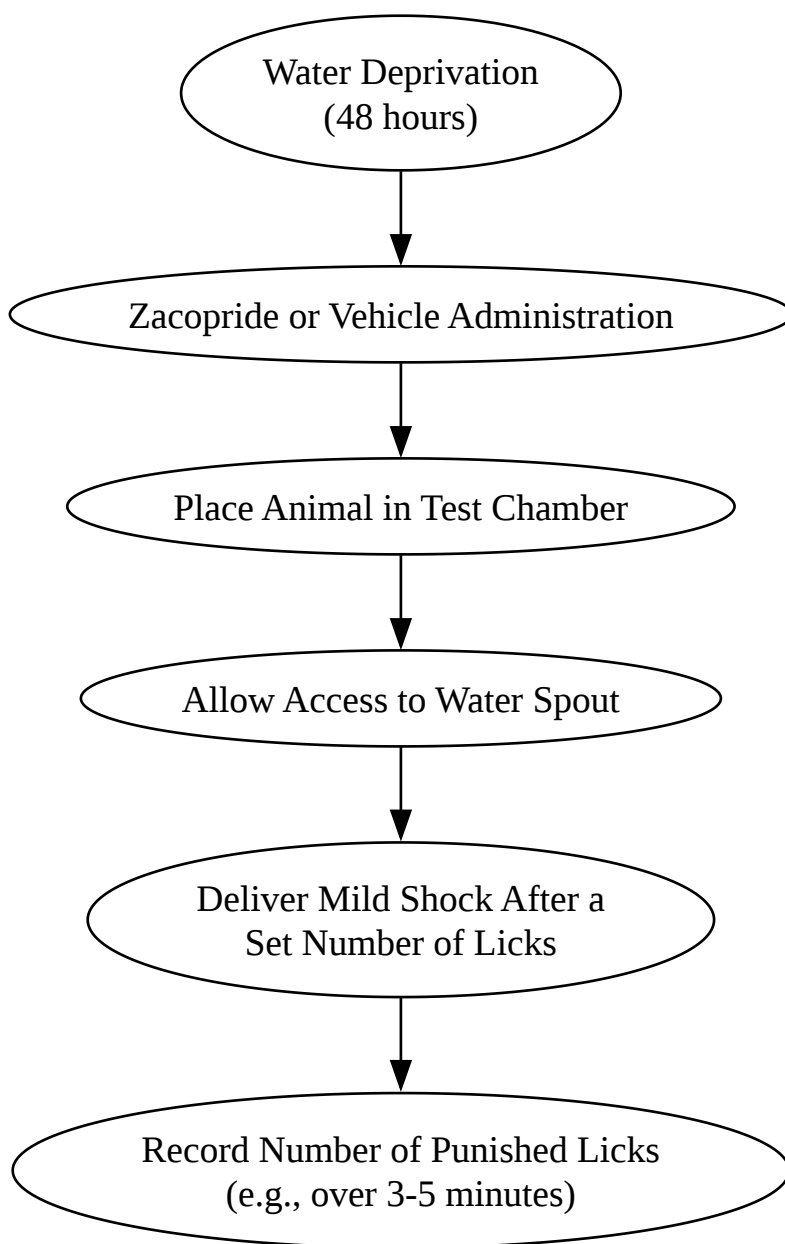 Water Deprivation
(48 hours)
Zacopride or Vehicle Administration
Place Animal in Test Chamber
Allow Access to Water Spout
Deliver Mild Shock After a
Set Number of Licks
Record Number of Punished Licks
(e.g., over 3-5 minutes)